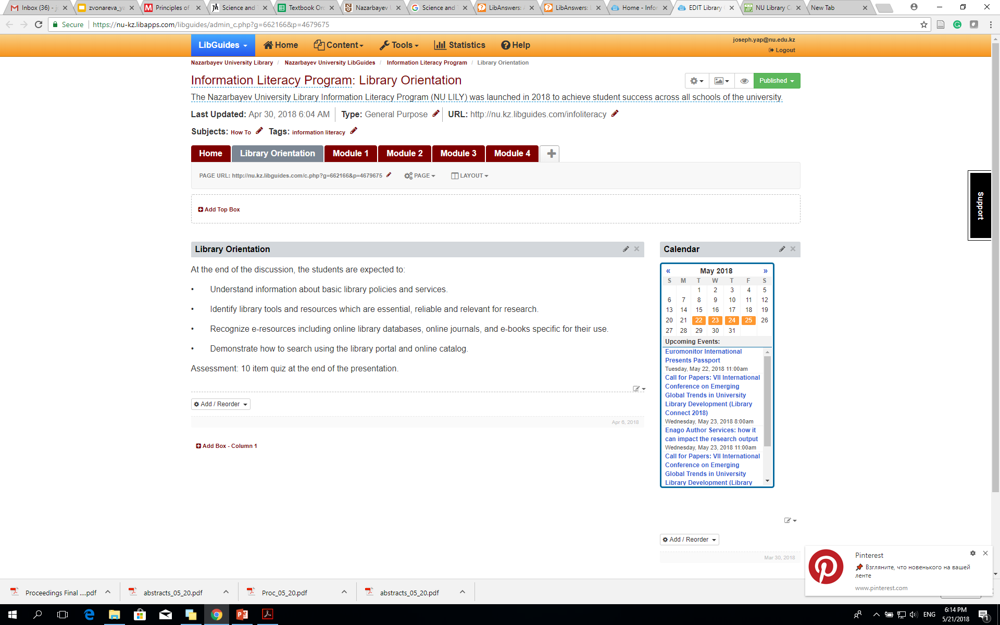 Inbox (36) - j
zvonareva_ya
Principles of
Science and
Textbook Ord
Nazarbayev U
Science and
LibAnswers: A
LibAnswers: L
Home - Infor
EDIT Library
NU Library C
New Tab
Secure
https://nu-kz.libapps.com/libguides/admin_c.php?g=662166&p=4679675
LibGuides
Home
Content
Tools
Statistics
Help
joseph.yap@nu.edu.kz
Logout
Nazarbayev University Library / Nazarbayev University LibGuides / Information Literacy Program / Library Orientation
Information Literacy Program: Library Orientation
Published
The Nazarbayev University Library Information Literacy Program (NU LILY) was launched in 2018 to achieve student success across all schools of the university.
Last Updated: Apr 30, 2018 6:04 AM
Type: General Purpose
URL: http://nu.kz.libguides.com/infoliteracy
Subjects: How To
Tags: information literacy
Home
Library Orientation
Module 1
Module 2
Module 3
Module 4
PAGE URL: http://nu.kz.libguides.com/c.php?g=662166&p=4679675
PAGE
LAYOUT
Add Top Box
Support
Library Orientation
At the end of the discussion, the students are expected to:
• Understand information about basic library policies and services.
• Identify library tools and resources which are essential, reliable and relevant for research.
• Recognize e-resources including online library databases, online journals, and e-books specific for their use.
• Demonstrate how to search using the library portal and online catalog.
Assessment: 10 item quiz at the end of the presentation.
Add / Reorder
Apr 6, 2018
Add Box - Column 1
Calendar
« May 2018 »
S M T W T F S
1 2 3 4 5
6 7 8 9 10 11 12
13 14 15 16 17 18 19
20 21 22 23 24 25 26
27 28 29 30 31
Upcoming Events:
Euromonitor International
Presents Passport
Tuesday, May 22, 2018 11:00am
Call for Papers: VII International
Conference on Emerging
Global Trends in University
Library Development (Library
Connect 2018)
Wednesday, May 23, 2018 8:00am
Enago Author Services: how it
can impact the research output
Wednesday, May 23, 2018 11:00am
Call for Papers: VII International
Conference on Emerging
Global Trends in University
Library Development (Library
Add / Reorder
Mar 30, 2018
Pinterest
Взгляните, что новенького на вашей
ленте
www.pinterest.com
Proceedings Final ....pdf
abstracts_05_20.pdf
Proc_05_20.pdf
abstracts_05_20.pdf
ENG
6:14 PM
5/21/2018
1